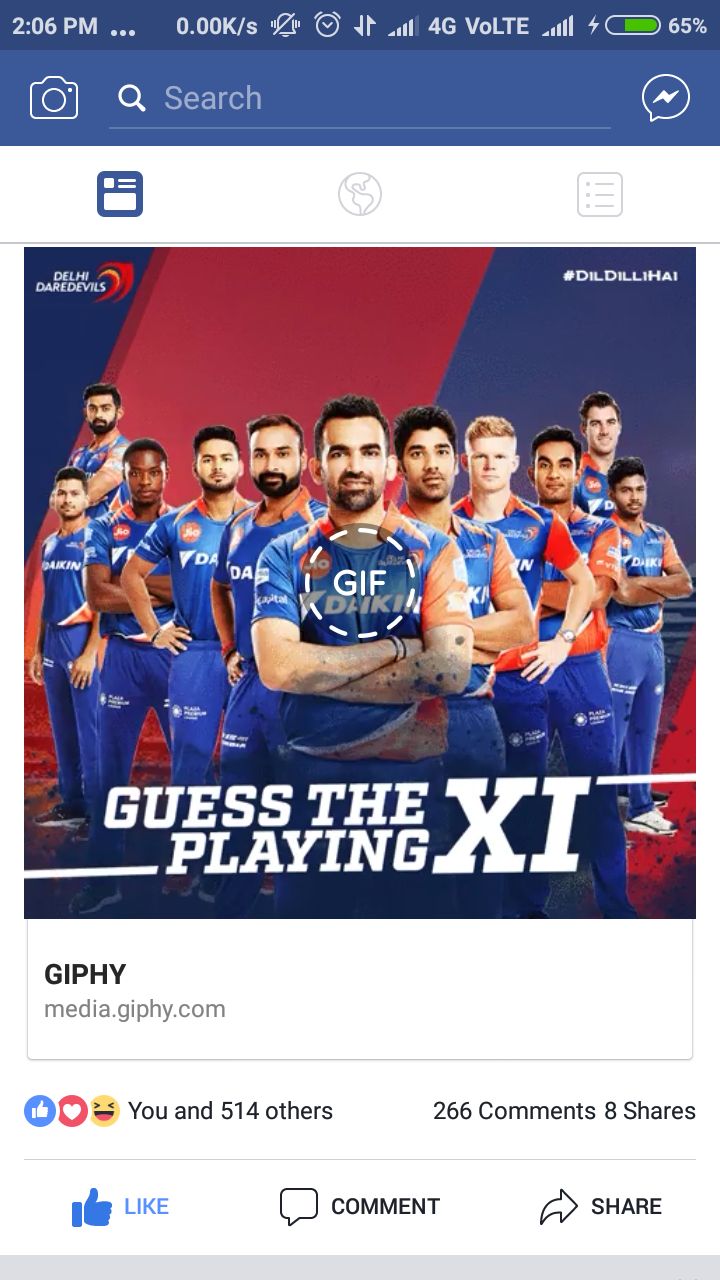 2:06 PM ... 0.00K/s 4G VoLTE 65%
Search
DELHI
DAREDEVILS
#DILDILLIHAI
GIF
DAIKIN
Jio
GUESS THE
PLAYING XI
GIPHY
media.giphy.com
You and 514 others 266 Comments 8 Shares
LIKE COMMENT SHARE